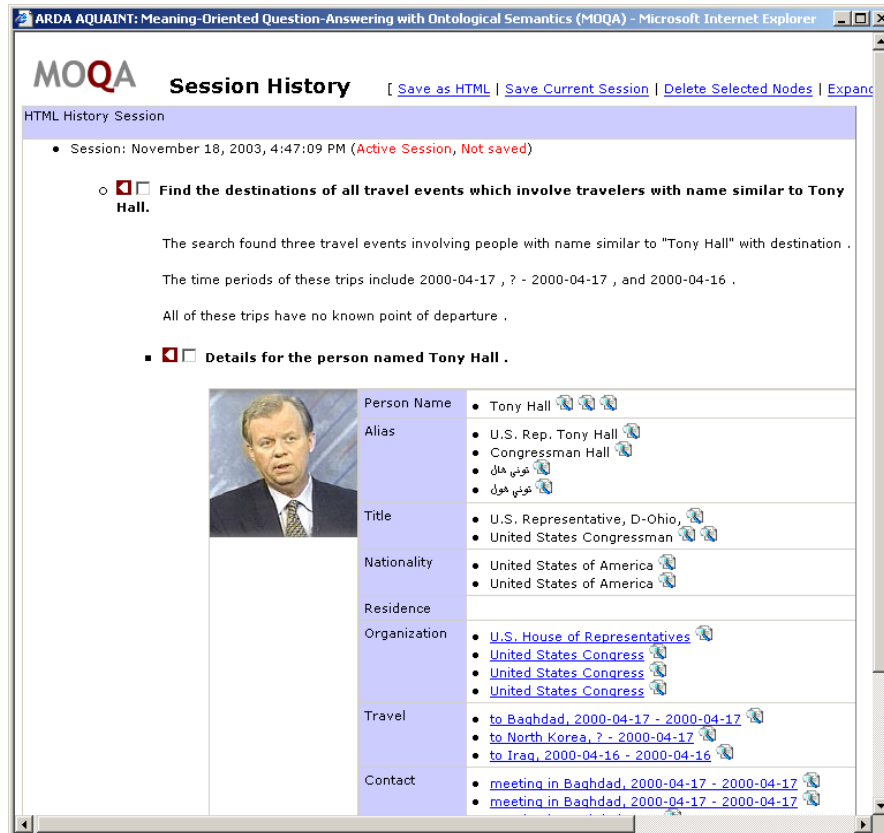 ARDA AQUAINT: Meaning-Oriented Question-Answering with Ontological Semantics (MOQA) - Microsoft Internet Explorer
MOQA Session History [ Save as HTML | Save Current Session | Delete Selected Nodes | Expand
HTML History Session
Session: November 18, 2003, 4:47:09 PM (Active Session, Not saved)
Find the destinations of all travel events which involve travelers with name similar to Tony
Hall.
The search found three travel events involving people with name similar to "Tony Hall" with destination .
The time periods of these trips include 2000-04-17 , ? - 2000-04-17 , and 2000-04-16 .
All of these trips have no known point of departure .
Details for the person named Tony Hall .
Person Name
Tony Hall
Alias
U.S. Rep. Tony Hall
Congressman Hall
توني هال
توني هول
Title
U.S. Representative, D-Ohio,
United States Congressman
Nationality
United States of America
United States of America
Residence
Organization
U.S. House of Representatives
United States Congress
United States Congress
United States Congress
Travel
to Baghdad, 2000-04-17 - 2000-04-17
to North Korea, ? - 2000-04-17
to Iraq, 2000-04-16 - 2000-04-16
Contact
meeting in Baghdad, 2000-04-17 - 2000-04-17
meeting in Baghdad, 2000-04-17 - 2000-04-17